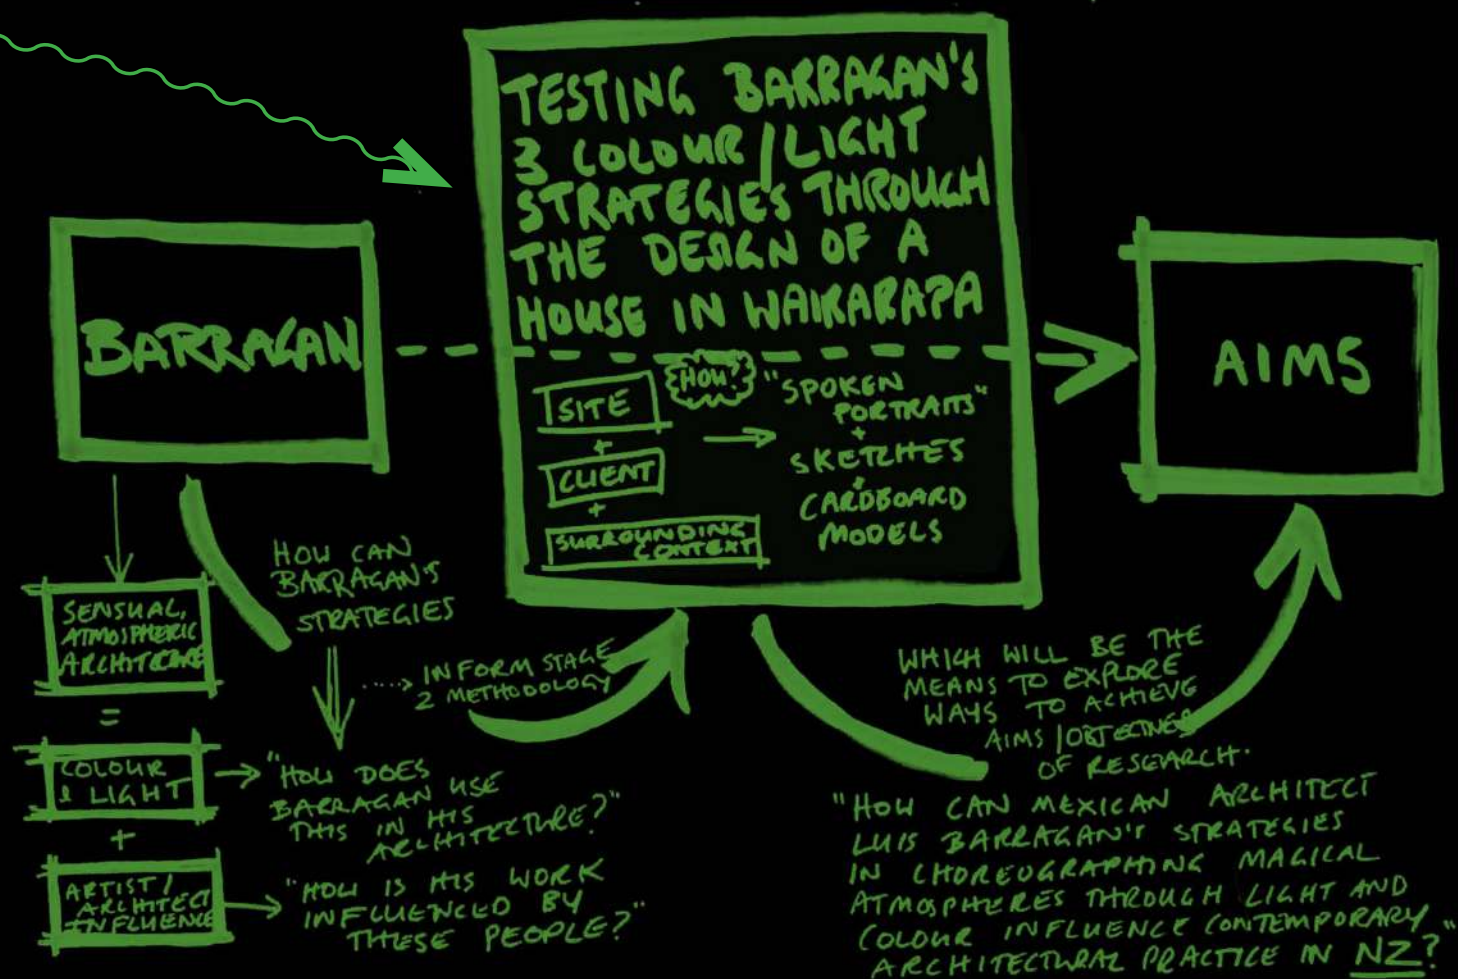 TESTING BARRAGAN'S
3 COLOUR/LIGHT
STRATEGIES THROUGH
THE DESIGN OF A
HOUSE IN WAIRARAPA
BARRAGAN
SITE
+
CLIENT
+
SURROUNDING
CONTEXT
HOW?
"SPOKEN
PORTRAITS"
+
SKETCHES
+
CARDBOARD
MODELS
AIMS
SENSUAL,
ATMOSPHERIC
ARCHITECTURE
=
COLOUR
& LIGHT
+
ARTIST/
ARCHITECT
INFLUENCE
HOW CAN
BARRAGAN'S
STRATEGIES
INFORM STAGE
2 METHODOLOGY
"HOW DOES
BARRAGAN USE
THIS IN HIS
ARCHITECTURE?"
"HOW IS HIS WORK
INFLUENCED BY
THESE PEOPLE?"
WHICH WILL BE THE
MEANS TO EXPLORE
WAYS TO ACHIEVE
AIMS/OBJECTIVES
OF RESEARCH.
"HOW CAN MEXICAN ARCHITECT
LUIS BARRAGAN'S STRATEGIES
IN CHOREOGRAPHING MAGICAL
ATMOSPHERES THROUGH LIGHT AND
COLOUR INFLUENCE CONTEMPORARY
ARCHITECTURAL PRACTICE IN NZ?"